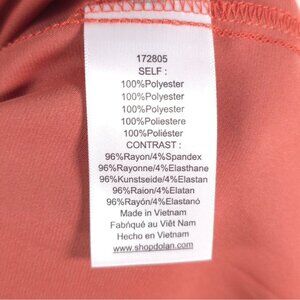 172805
SELF :
100%Polyester
100%Polyester
100%Polyester
100%Poliestere
100%Poliéster
CONTRAST :
96%Rayon/4%Spandex
96%Rayonne/4%Elasthane
96%Kunstseide/4%Elastan
96%Raion/4%Elatan
96%Rayón/4%Elastanó
Made in Vietnam
Fabriqué au Viêt Nam
Hecho en Vietnam
www.shopdolan.com